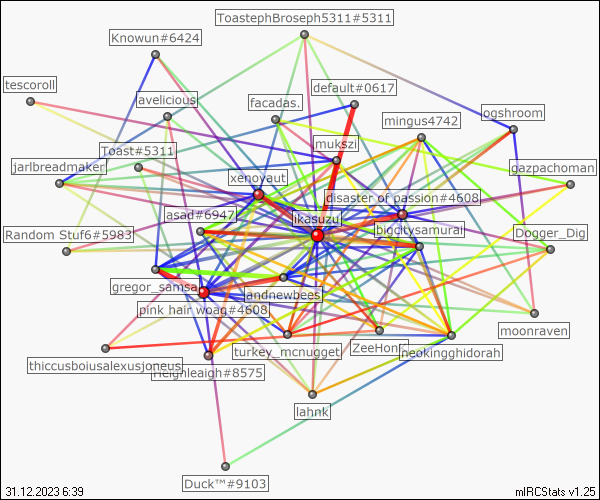 ToastephBroseph5311#5311
Knowun#6424
tescoroll
default#0617
avelicious
facadas.
ogshroom
mingus4742
mukszi
Toast#5311
jarlbreadmaker
gazpachoman
xenoyaut
disaster of passion#4608
asad#6947
ikasuzu
bigcitysamurai
Random Stuf6#5983
Dogger_Dig
gregor_samsa
andnewbees
pink hair woag#4608
moonraven
turkey_mcnugget
ZeeHong
neokingghidorah
thiccusboiusalexusjoneus
Heighleaigh#8575
lahnk
Duck™#9103
31.12.2023 6:39
mIRCStats v1.25